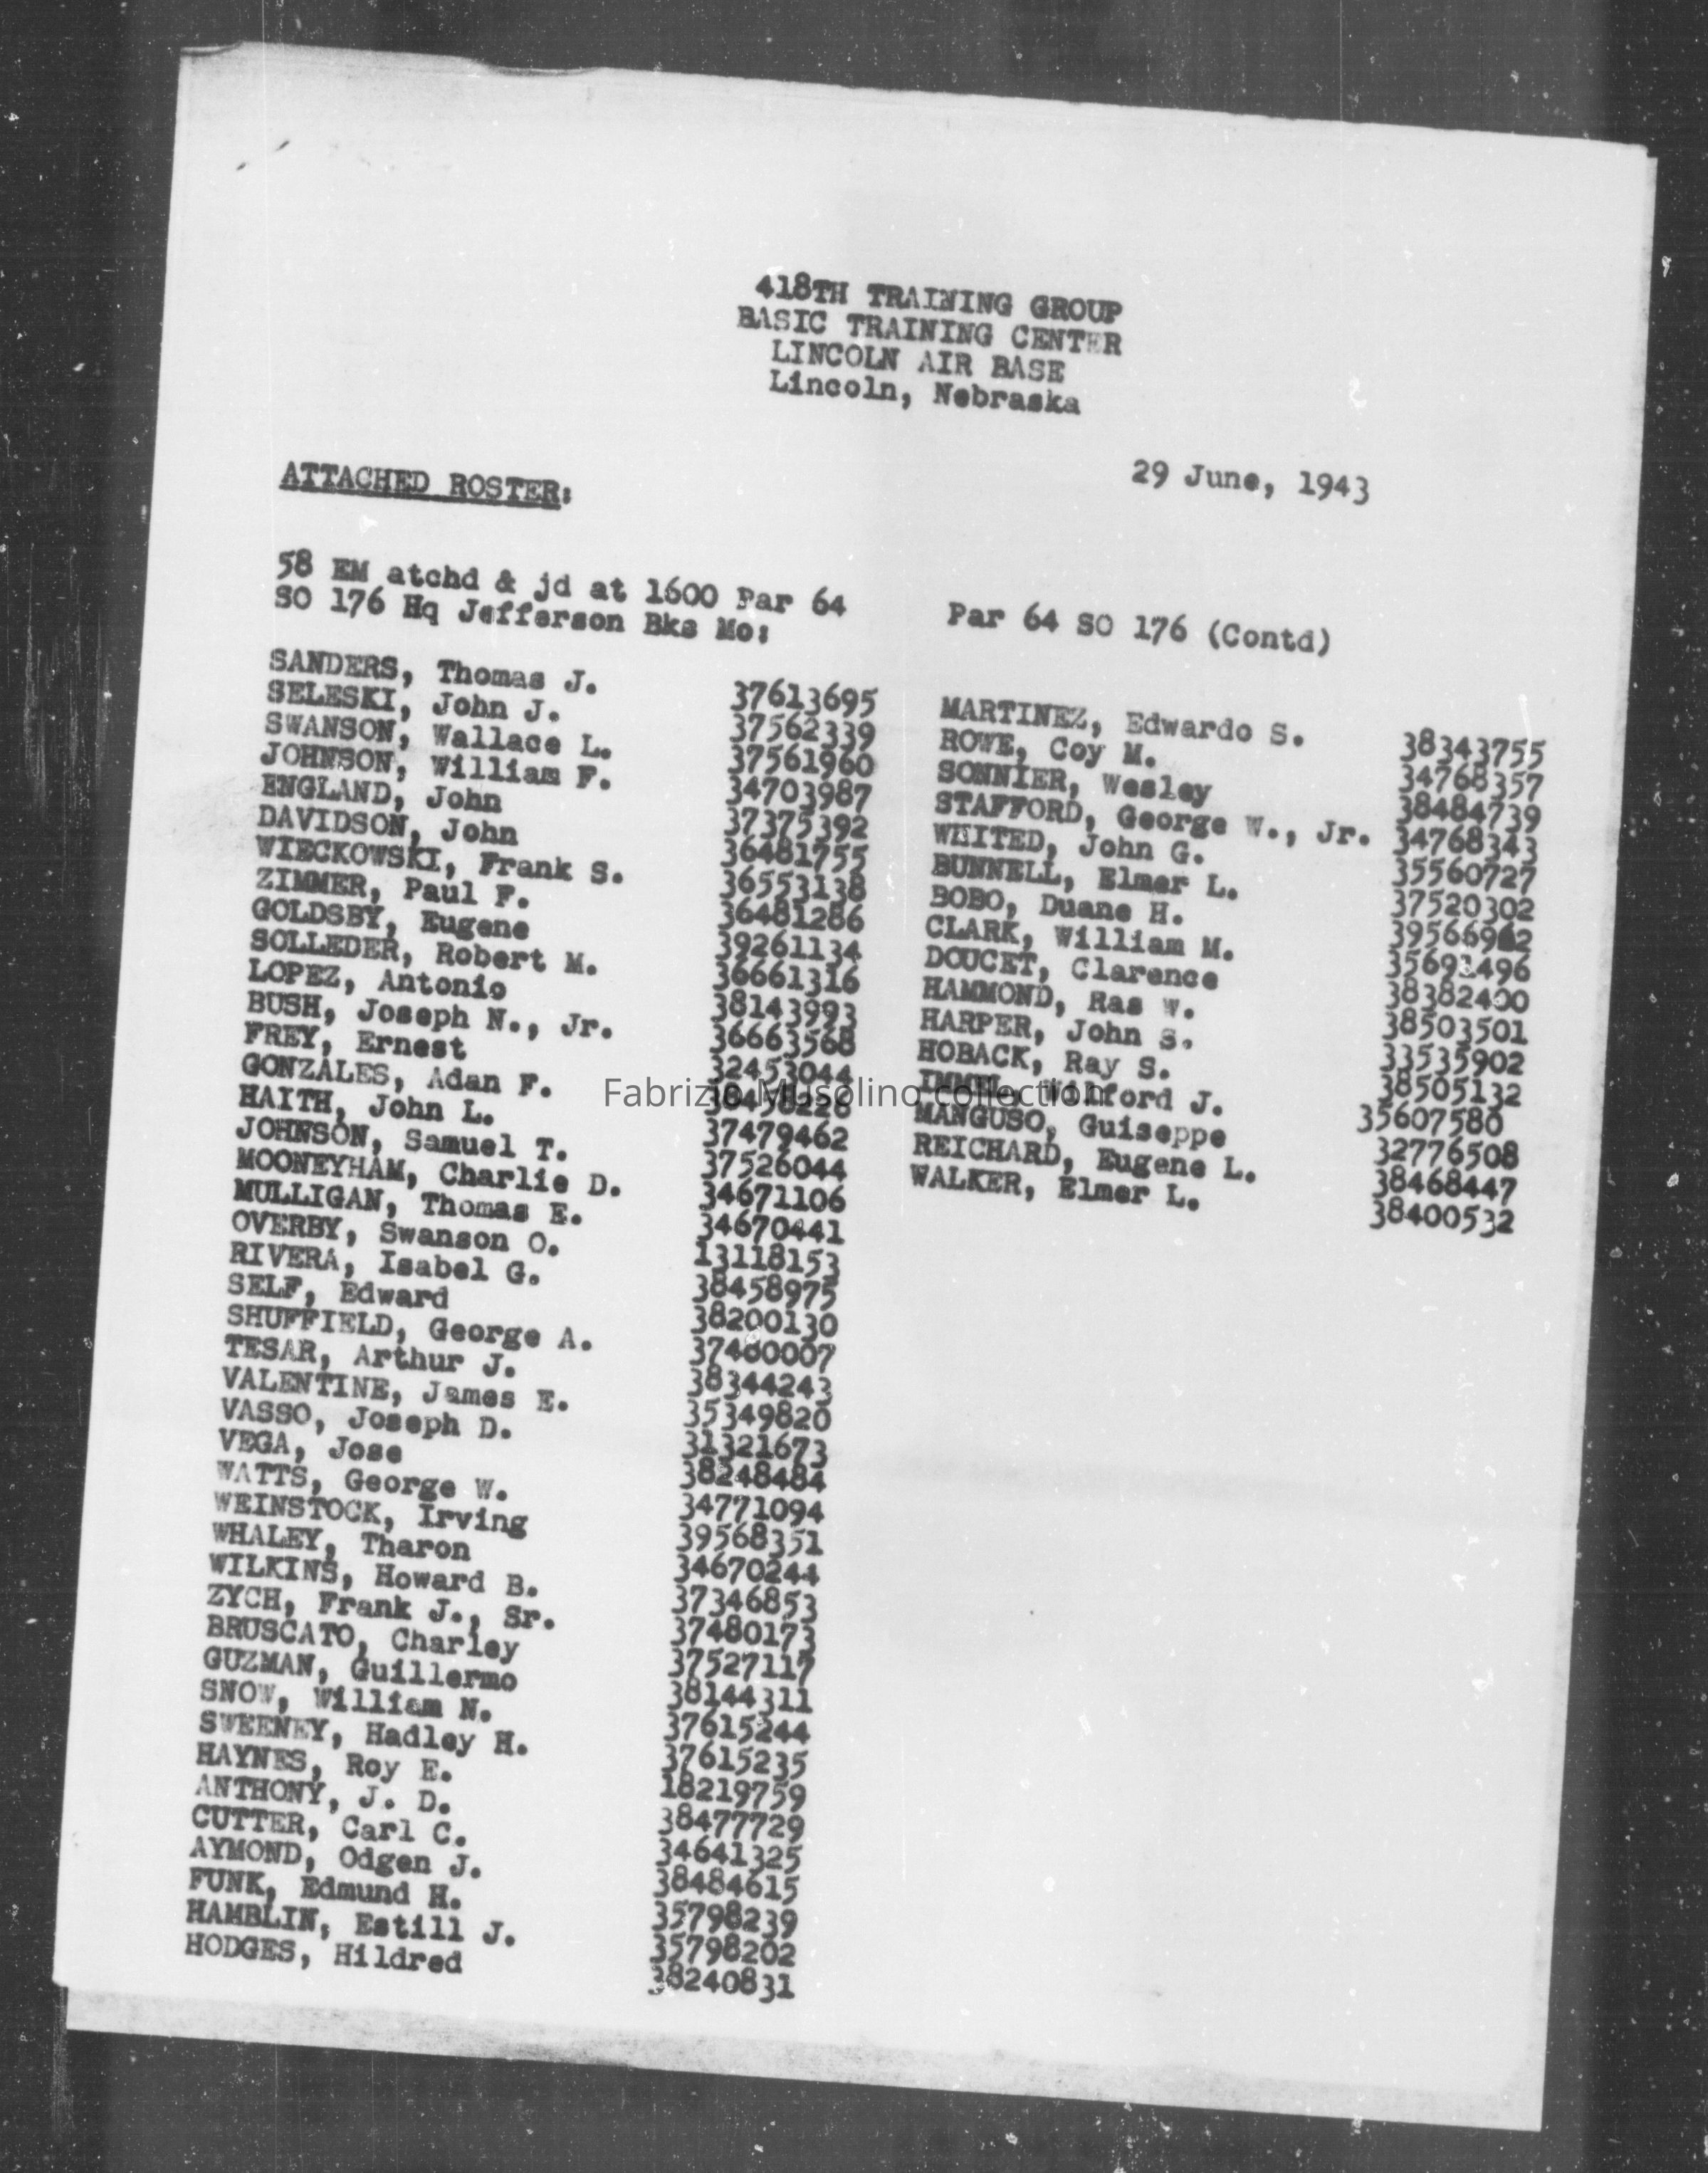 418TH TRAINING GROUP
BASIC TRAINING CENTER
LINCOLN AIR BASE
Lincoln, Nebraska
29 June, 1943
ATTACHED ROSTER:
58 EM atchd & jd at 1600 Par 64
SO 176 Hq Jefferson Bks Mo:
SANDERS, Thomas J. 37613695
SELESKI, John J. 37562339
SWANSON, Wallace L. 37561960
JOHNSON, William F. 34703987
ENGLAND, John 37375392
DAVIDSON, John 36481755
WIECKOWSKI, Frank S. 36553138
ZIMMER, Paul F. 36481286
GOLDSBY, Eugene 39261134
SOLLEDER, Robert M. 36661316
LOPEZ, Antonio 38143993
BUSH, Joseph N., Jr. 36663568
FREY, Ernest 32453044
GONZALES, Adan F.
HAITH, John L. 37479462
JOHNSON, Samuel T. 37526044
MOONEYHAM, Charlie D. 34671106
MULLIGAN, Thomas E. 34670441
OVERBY, Swanson O. 13118153
RIVERA, Isabel G. 38458975
SELF, Edward 38200130
SHUFFIELD, George A. 37480007
TESAR, Arthur J. 38344243
VALENTINE, James E. 35349820
VASSO, Joseph D. 31321673
VEGA, Jose 38248484
WATTS, George W. 34771094
WEINSTOCK, Irving 39568351
WHALEY, Tharon 34670244
WILKINS, Howard B. 37346853
ZYCH, Frank J., Sr. 37480173
BRUSCATO, Charley 37527117
GUZMAN, Guillermo 38144311
SNOW, William N. 37615244
SWEENEY, Hadley H. 37615235
HAYNES, Roy E. 18219759
ANTHONY, J. D. 38477729
CUTTER, Carl C. 34641325
AYMOND, Odgen J. 38484615
FUNK, Edmund H. 35798239
HAMBLIN, Estill J. 35798202
HODGES, Hildred 38240831
Par 64 SO 176 (Contd)
MARTINEZ, Edwardo S. 38343755
ROWE, Coy M. 34768357
SONNIER, Wesley 38484739
STAFFORD, George W., Jr. 34768343
WHITED, John G. 35560727
BUNNELL, Elmer L. 37520302
BOBO, Duane H.
CLARK, William M. 35691496
DOUCET, Clarence 38382400
HAMMOND, Ras W. 38503501
HARPER, John S. 33535902
HOBACK, Ray S. 38505132
IMMEL, Wilford J. 35607580
MANGUSO, Guiseppe 32776508
REICHARD, Eugene L. 38468447
WALKER, Elmer L. 38400532
Fabrizio Musolino collection